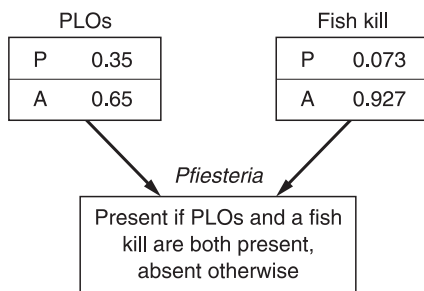 PLOs
P 0.35
A 0.65
Fish kill
P 0.073
A 0.927
Pfiesteria
Present if PLOs and a fish
kill are both present,
absent otherwise